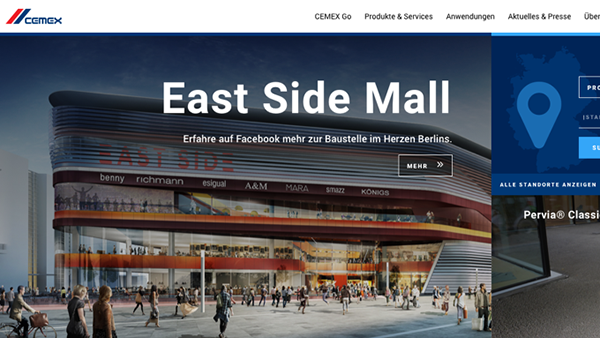 CEMEX
CEMEX Go
Produkte & Services
Anwendungen
Aktuelles & Presse
Über
East Side Mall
Erfahre auf Facebook mehr zur Baustelle im Herzen Berlins.
MEHR »
EAST SIDE
benny
richmann
esigual
A&M
MARA
smazz
KÖNIGS
PRO
[STA
SU
ALLE STANDORTE ANZEIGEN
Pervia® Classi